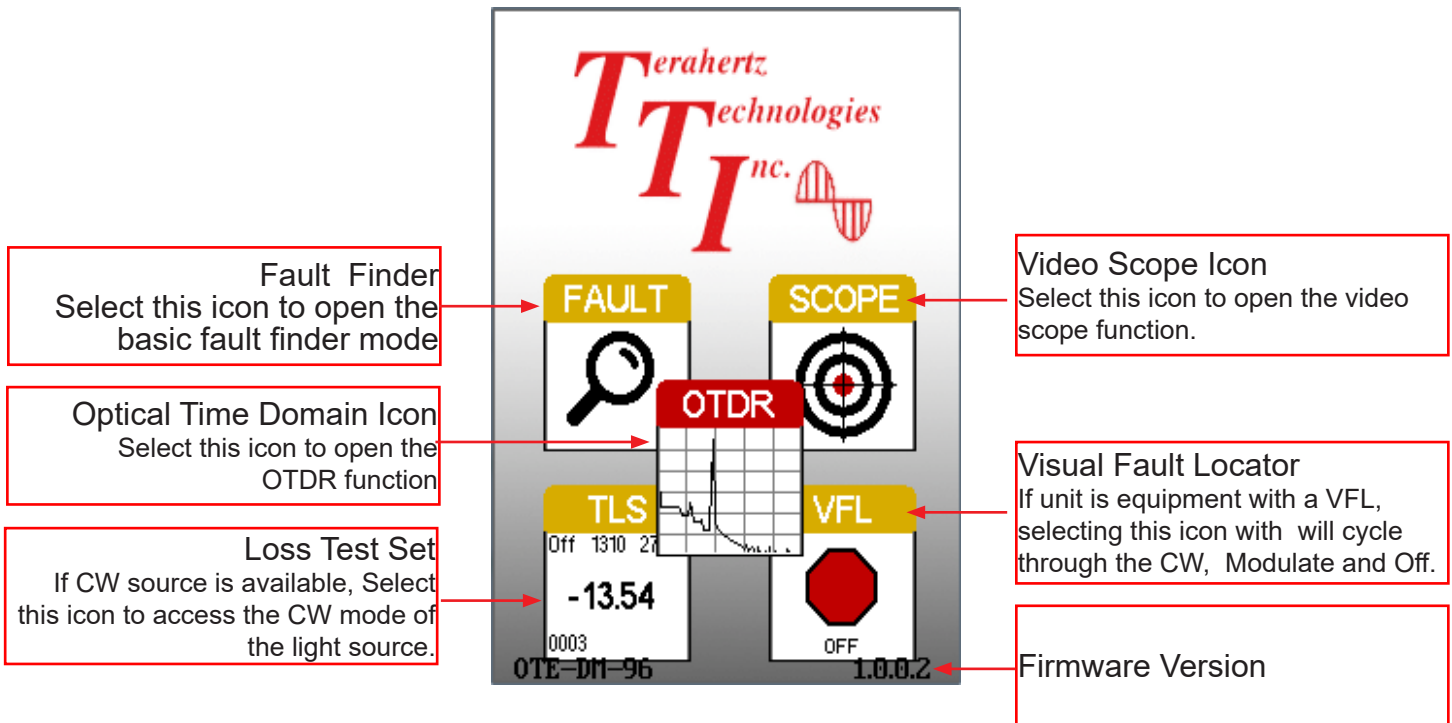 Terahertz
Technologies
Inc.
Fault Finder
Select this icon to open the
basic fault finder mode
Optical Time Domain Icon
Select this icon to open the
OTDR function
Loss Test Set
If CW source is available, Select
this icon to access the CW mode of
the light source.
FAULT
SCOPE
OTDR
TLS
Off 1310 27
-13.54
0003
VFL
OFF
OTE-DM-96
1.0.0.2
Video Scope Icon
Select this icon to open the video
scope function.
Visual Fault Locator
If unit is equipment with a VFL,
selecting this icon with will cycle
through the CW, Modulate and Off.
Firmware Version